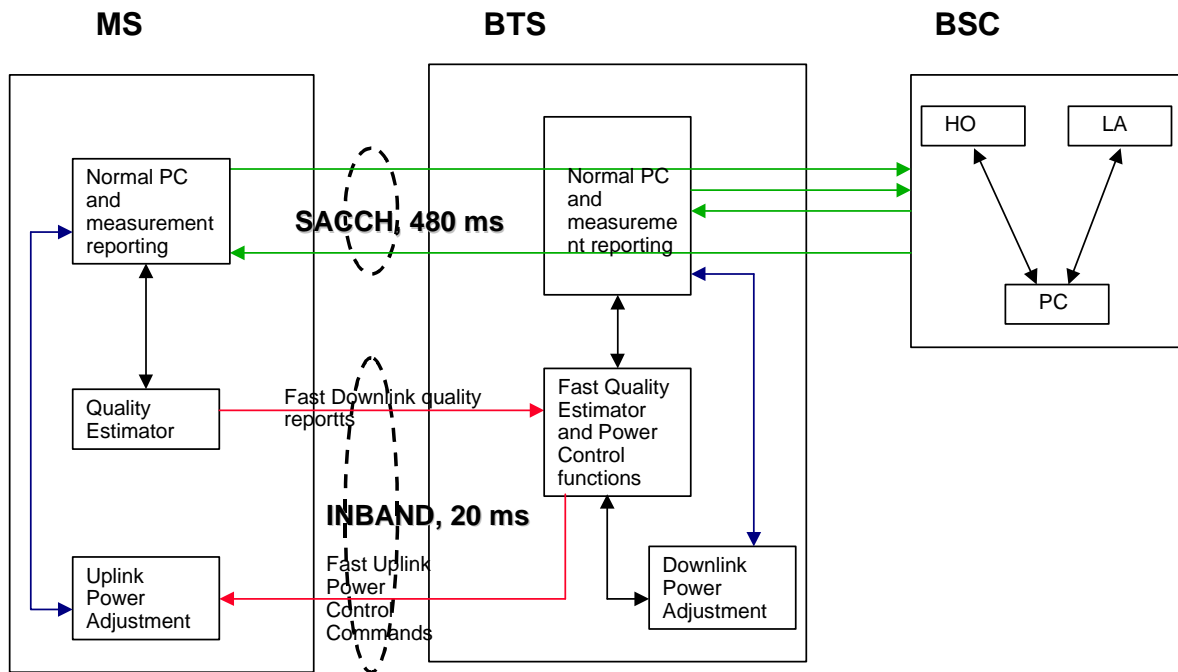 MS
BTS
BSC
HO
LA
Normal PC
and
measurement
reporting
SACCH, 480 ms
Normal PC
and
measureme
nt reporting
PC
Quality
Estimator
Fast Downlink quality
reportts
Fast Quality
Estimator
and Power
Control
functions
INBAND, 20 ms
Uplink
Power
Adjustment
Fast Uplink
Power
Control
Commands
Downlink
Power
Adjustment